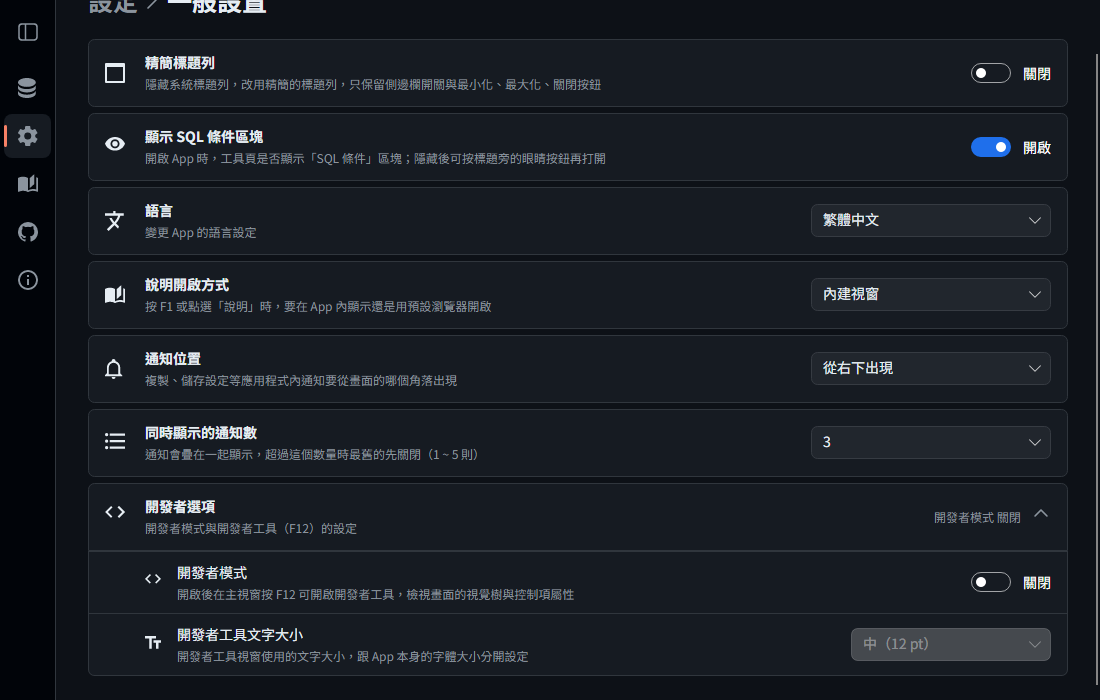 設定 / 一般設置
精簡標題列
隱藏系統標題列，改用精簡的標題列，只保留側邊欄開關與最小化、最大化、關閉按鈕
關閉
顯示 SQL 條件區塊
開啟 App 時，工具頁是否顯示「SQL 條件」區塊；隱藏後可按標題旁的眼睛按鈕再打開
開啟
語言
變更 App 的語言設定
繁體中文
說明開啟方式
按 F1 或點選「說明」時，要在 App 內顯示還是用預設瀏覽器開啟
內建視窗
通知位置
複製、儲存設定等應用程式內通知要從畫面的哪個角落出現
從右下出現
同時顯示的通知數
通知會疊在一起顯示，超過這個數量時最舊的先關閉（1 ~ 5 則）
3
開發者選項
開發者模式與開發者工具（F12）的設定
開發者模式 關閉
開發者模式
開啟後在主視窗按 F12 可開啟開發者工具，檢視畫面的視覺樹與控制項屬性
關閉
開發者工具文字大小
開發者工具視窗使用的文字大小，跟 App 本身的字體大小分開設定
中（12 pt）